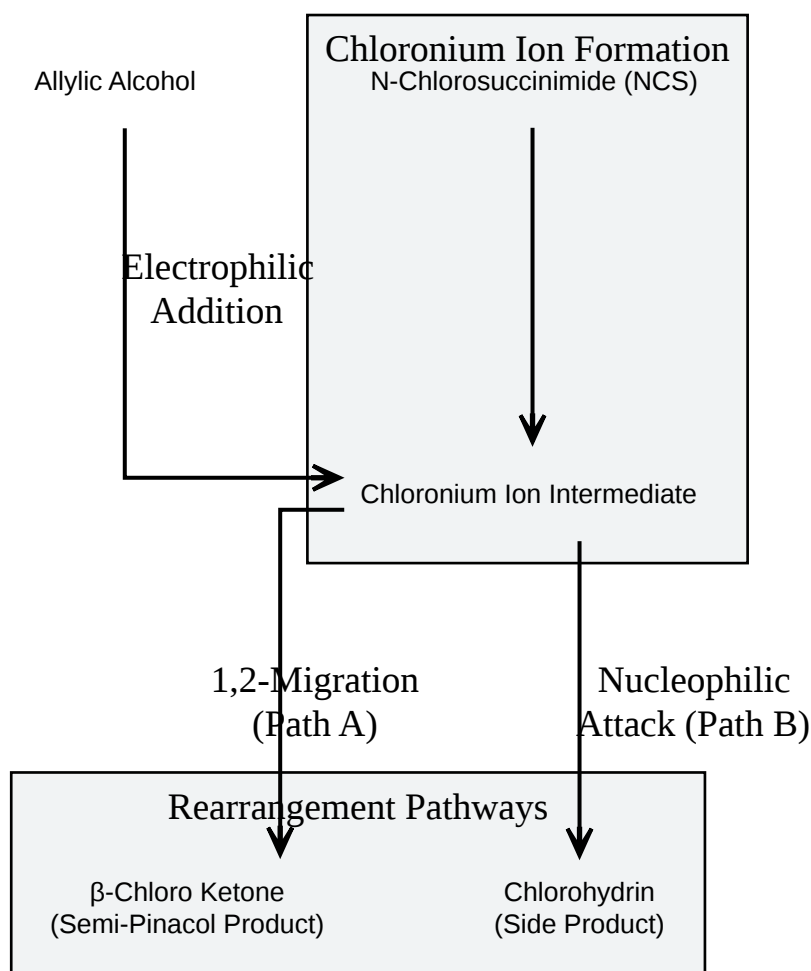 Chloronium Ion Formation
Allylic Alcohol
N-Chlorosuccinimide (NCS)
Electrophilic
Addition
Chloronium Ion Intermediate
1,2-Migration
(Path A)
Nucleophilic
Attack (Path B)
Rearrangement Pathways
β-Chloro Ketone
(Semi-Pinacol Product)
Chlorohydrin
(Side Product)